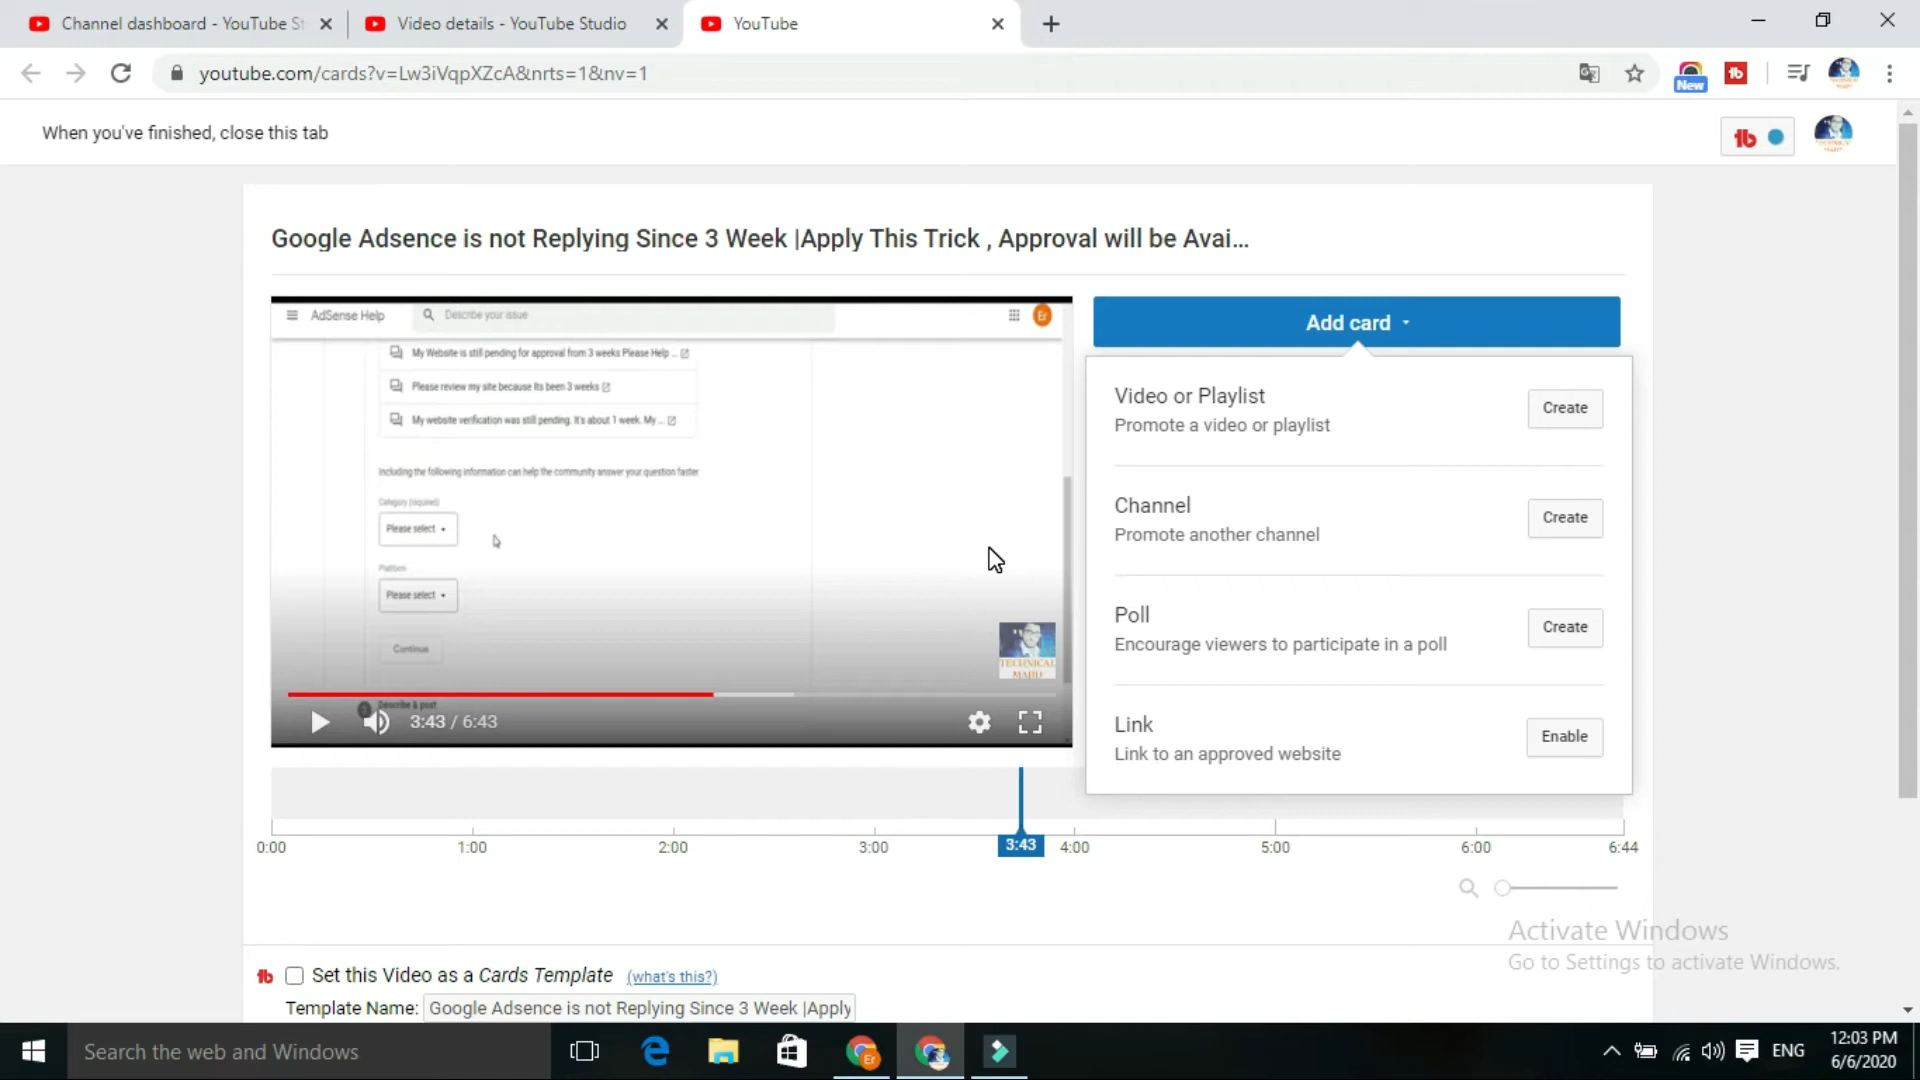 Channel dashboard - YouTube St
Video details - YouTube Studio
YouTube
youtube.com/cards?v=Lw3iVqpXZcA&nrts=1&nv=1
New
When you've finished, close this tab
Google Adsence is not Replying Since 3 Week |Apply This Trick , Approval will be Avai...
AdSense Help
Describe your issue
Er
My Website is still pending for approval from 3 weeks Please Help ...
Please review my site because Its been 3 weeks
My website verification was still pending. It's about 1 week. My ...
Including the following information can help the community answer your question faster
Category (required)
Please select
Platform
Please select
Continue
TECHNICAL
MAJID
Describe & post
3:43 / 6:43
Add card
Video or Playlist
Promote a video or playlist
Create
Channel
Promote another channel
Create
Poll
Encourage viewers to participate in a poll
Create
Link
Link to an approved website
Enable
0:00
1:00
2:00
3:00
3:43
4:00
5:00
6:00
6:44
Activate Windows
Go to Settings to activate Windows.
Set this Video as a Cards Template (what's this?)
Template Name: Google Adsence is not Replying Since 3 Week |Apply
Search the web and Windows
ENG
12:03 PM
6/6/2020